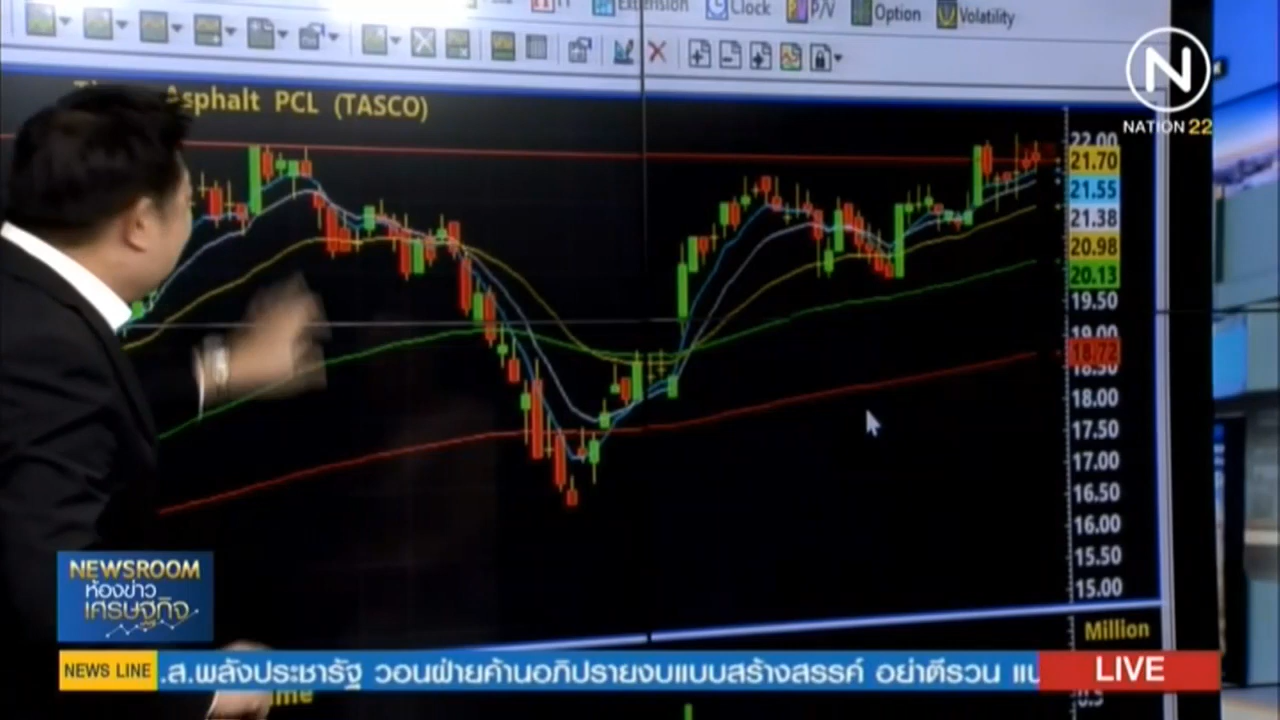 Extension Clock P/V Option Volatility
Asphalt PCL (TASCO)
N
NATION 22
22.00
21.70
21.55
21.38
20.98
20.13
19.50
19.00
18.72
18.50
18.00
17.50
17.00
16.50
16.00
15.50
15.00
Million
NEWSROOM
ห้องข่าว
เศรษฐกิจ
NEWS LINE .ส.พลังประชารัฐ วอนฝ่ายค้านอภิปรายงบแบบสร้างสรรค์ อย่าตีรวน LIVE
0.5